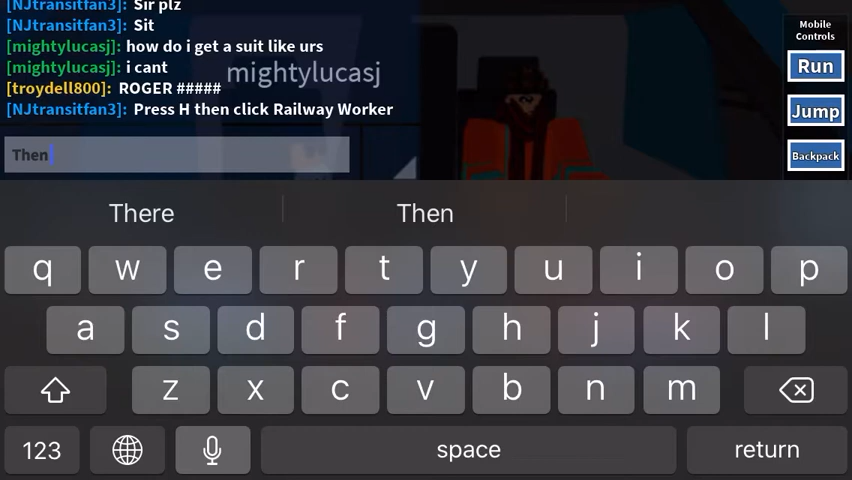 [NJtransitfan3]: Sir plz
[NJtransitfan3]: Sit
[mightylucasj]: how do i get a suit like urs
[mightylucasj]: i cant
mightylucasj
[troydell800]: ROGER #####
[NJtransitfan3]: Press H then click Railway Worker
Mobile
Controls
Run
Jump
Backpack
Then
There Then
q w e r t y u i o p
a s d f g h j k l
z x c v b n m
123 space return